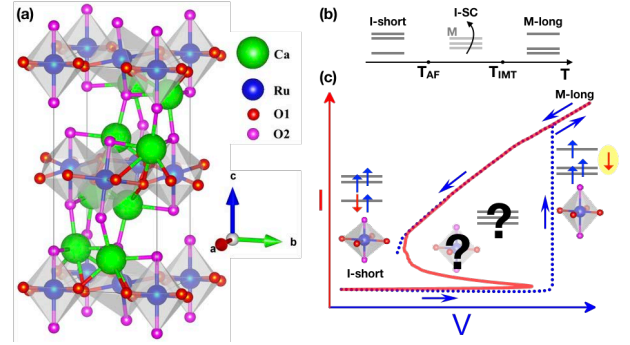 (a)
Ca
Ru
O1
O2
c
a
b
(b)
I-short
I-SC
M
M-long
T_AF
T_IMT
T
(c)
M-long
I
?
?
I-short
V